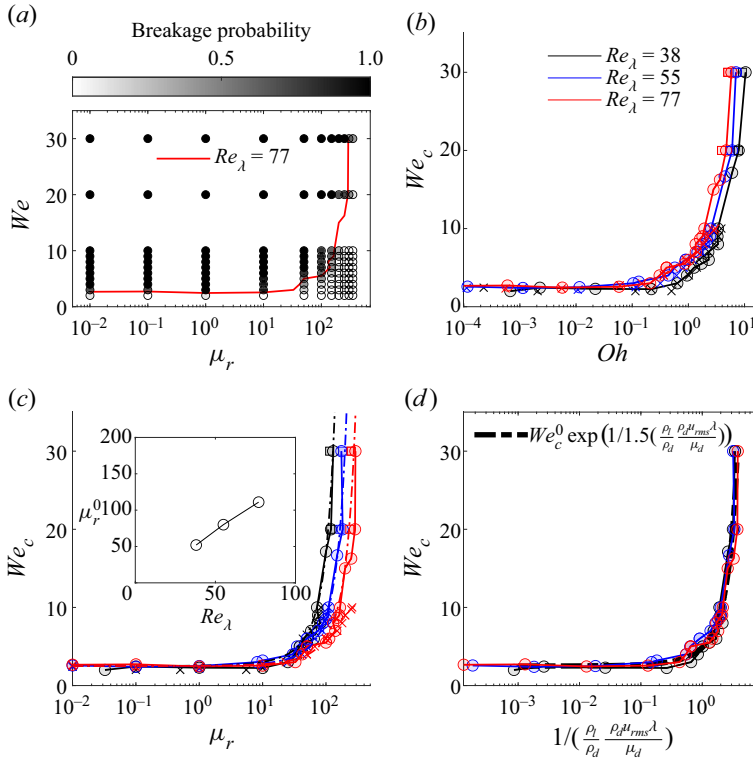 (a)
Breakage probability
0 0.5 1.0
30
20
10
0
We
Re_λ = 77
10^−2 10^−1 10^0 10^1 10^2
μ_r
(b)
30
20
10
0
We_c
Re_λ = 38
Re_λ = 55
Re_λ = 77
10^−4 10^−3 10^−2 10^−1 10^0 10^1
Oh
(c)
30
20
10
0
We_c
200
150
100
50
μ_r^0
0 50 100
Re_λ
10^−2 10^−1 10^0 10^1 10^2
μ_r
(d)
30
20
10
0
We_c
We_c^0 exp(1/1.5(ρ_l/ρ_d ρ_d u_rms λ/μ_d))
10^−3 10^−2 10^−1 10^0 10^1
1/(ρ_l/ρ_d ρ_d u_rms λ/μ_d)